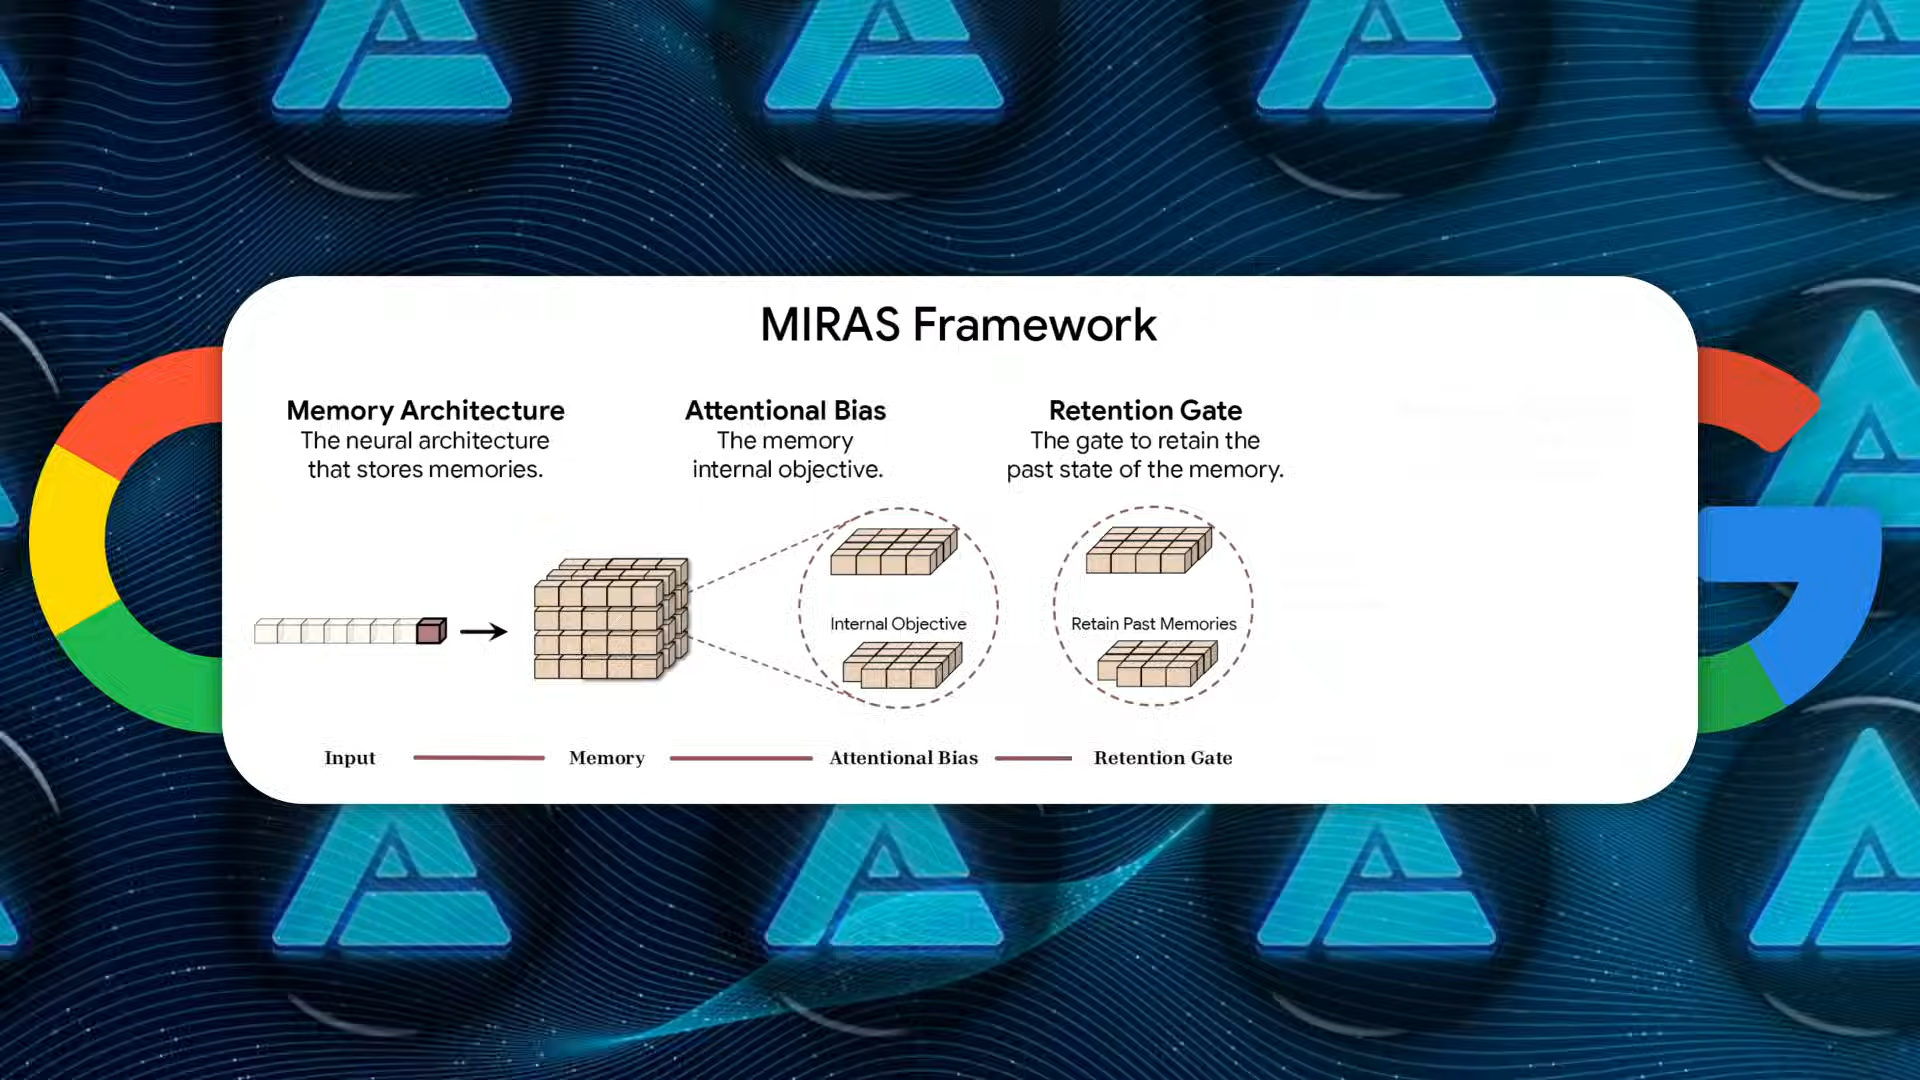 MIRAS Framework
Memory Architecture
The neural architecture
that stores memories.
Attentional Bias
The memory
internal objective.
Retention Gate
The gate to retain the
past state of the memory.
Internal Objective
Retain Past Memories
Input
Memory
Attentional Bias
Retention Gate